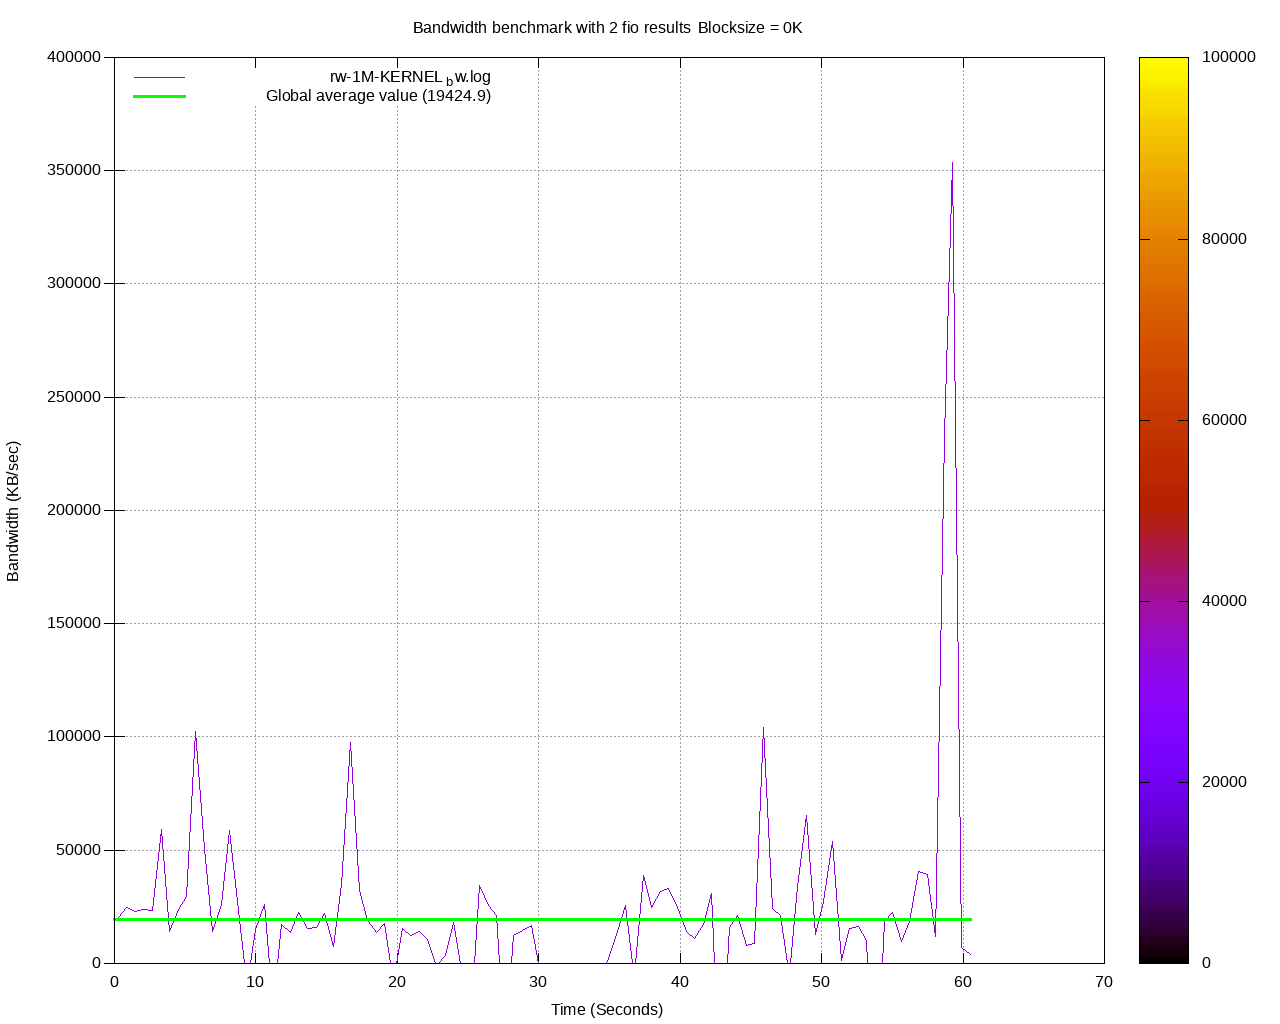 Bandwidth benchmark with 2 fio results Blocksize = 0K
rw-1M-KERNEL_bw.log
Global average value (19424.9)
400000
350000
300000
250000
200000
150000
100000
50000
0
Bandwidth (KB/sec)
0 10 20 30 40 50 60 70
Time (Seconds)
100000
80000
60000
40000
20000
0